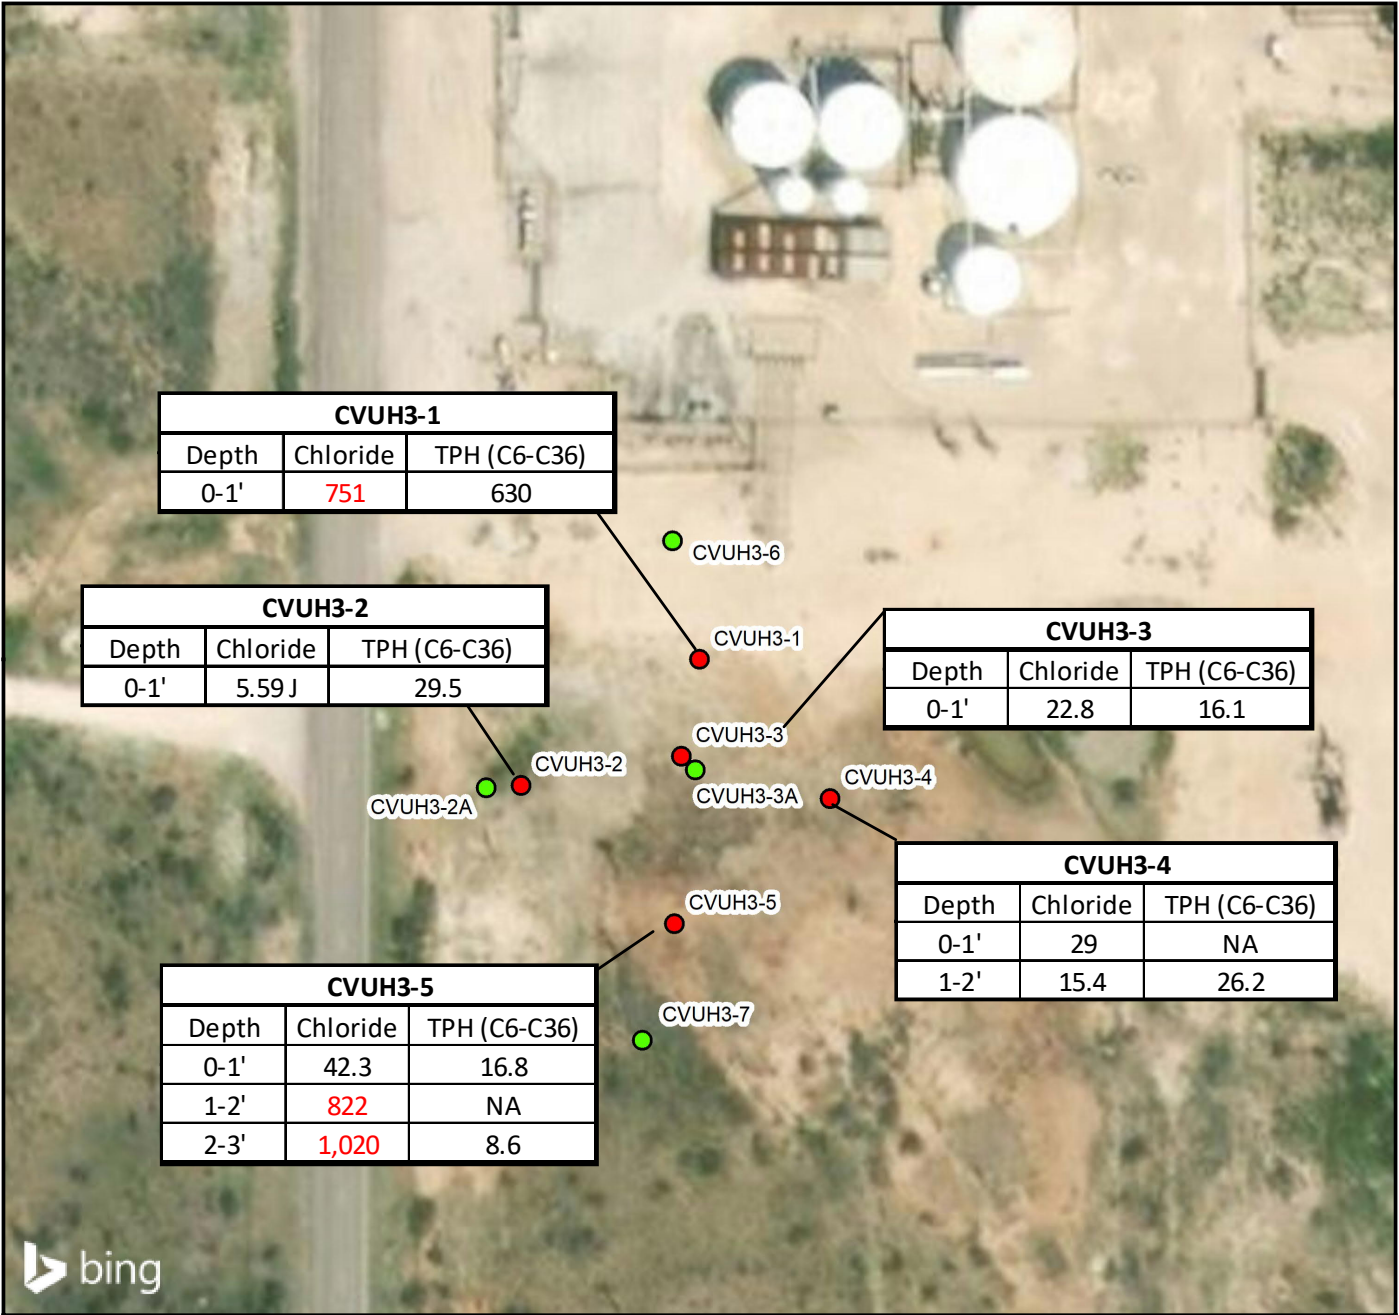 CVUH3-1
Depth Chloride TPH (C6-C36)
0-1' 751 630
CVUH3-6
CVUH3-2
Depth Chloride TPH (C6-C36)
0-1' 5.59 J 29.5
CVUH3-1
CVUH3-3
Depth Chloride TPH (C6-C36)
0-1' 22.8 16.1
CVUH3-3
CVUH3-2
CVUH3-2A
CVUH3-3A
CVUH3-4
CVUH3-4
Depth Chloride TPH (C6-C36)
0-1' 29 NA
1-2' 15.4 26.2
CVUH3-5
CVUH3-5
Depth Chloride TPH (C6-C36)
0-1' 42.3 16.8
1-2' 822 NA
2-3' 1,020 8.6
CVUH3-7
bing